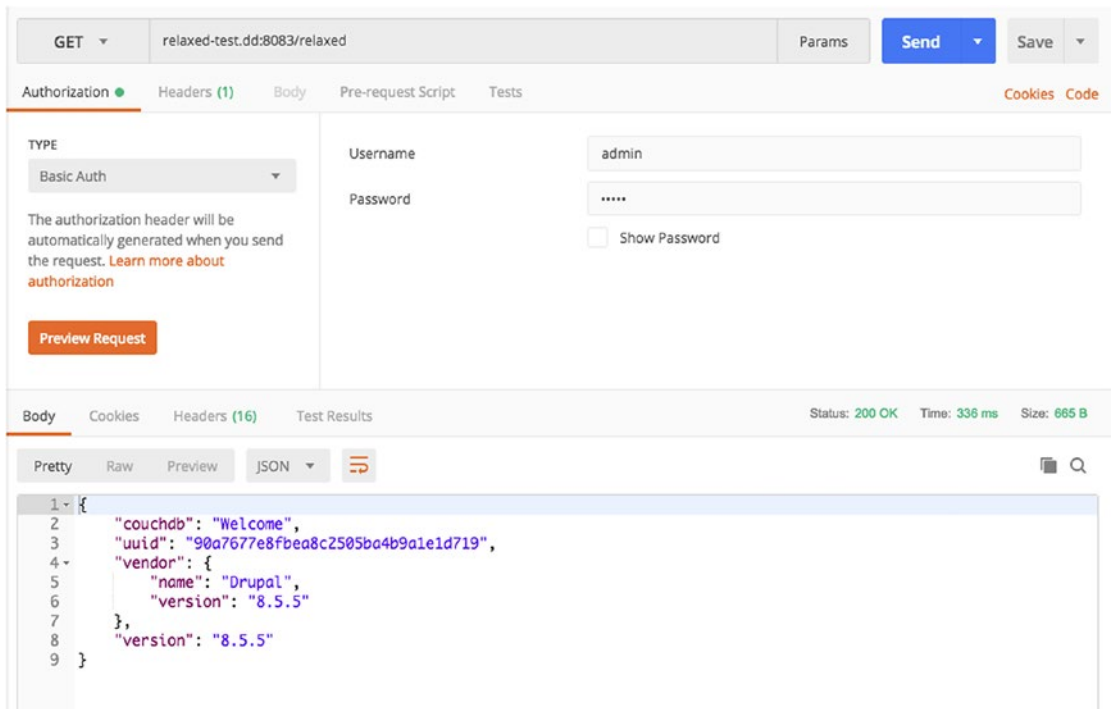 GET relaxed-test.dd:8083/relaxed Params Send Save
Authorization Headers (1) Body Pre-request Script Tests Cookies Code
TYPE
Basic Auth
The authorization header will be
automatically generated when you send
the request. Learn more about
authorization
Preview Request
Username admin
Password •••••
Show Password
Body Cookies Headers (16) Test Results Status: 200 OK Time: 336 ms Size: 665 B
Pretty Raw Preview JSON
1 {
2 "couchdb": "Welcome",
3 "uuid": "90a7677e8fbea8c2505ba4b9a1e1d719",
4 "vendor": {
5 "name": "Drupal",
6 "version": "8.5.5"
7 },
8 "version": "8.5.5"
9 }